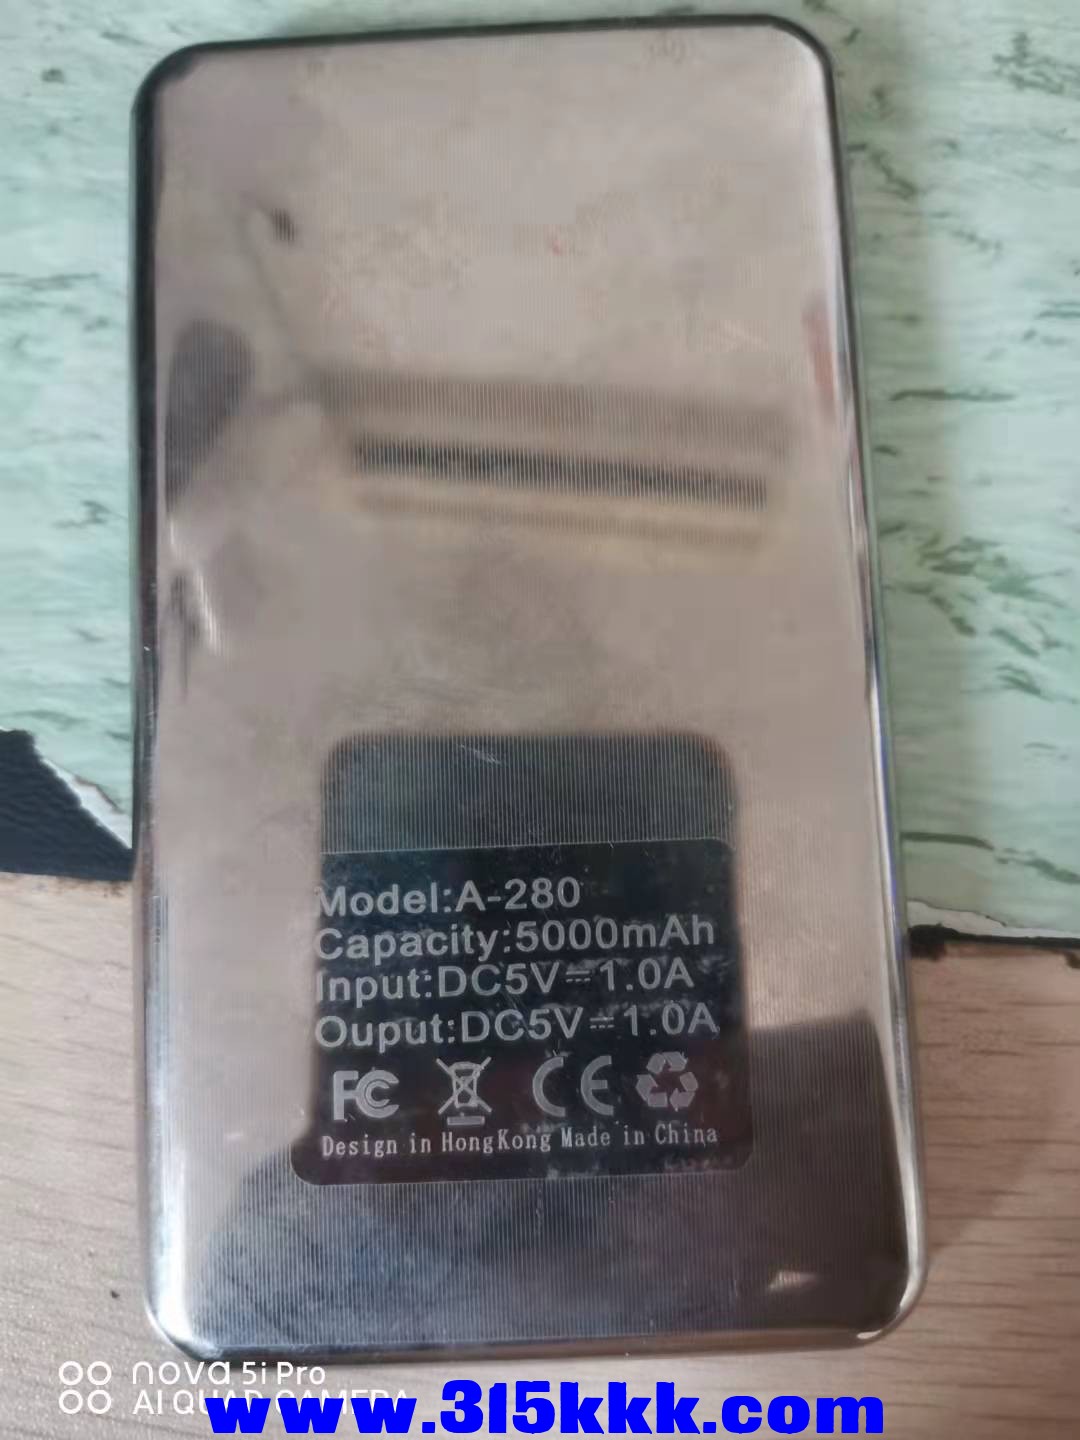 Model:A-280
Capacity:5000mAh
Input:DC5V⎓1.0A
Ouput:DC5V⎓1.0A
FC CE
Design in HongKong Made in China
nova 5i Pro
AI QUAD CAMERA
www.315kkk.com